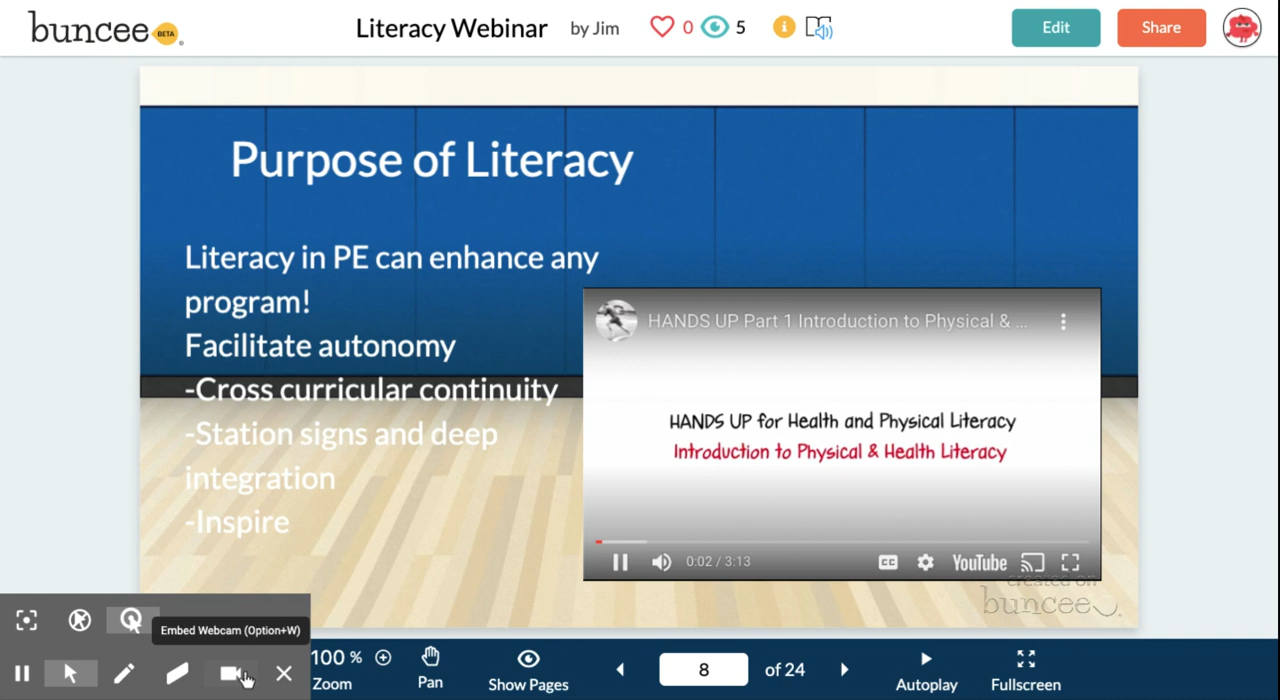 buncee BETA
Literacy Webinar by Jim 0 5
Edit
Share
Purpose of Literacy
Literacy in PE can enhance any
program!
Facilitate autonomy
-Cross curricular continuity
-Station signs and deep
integration
-Inspire
HANDS UP Part 1 Introduction to Physical & ...
HANDS UP for Health and Physical Literacy
Introduction to Physical & Health Literacy
0:02 / 3:13
CC
YouTube
created on
buncee
Embed Webcam (Option+W)
100 %
Zoom
Pan
Show Pages
8 of 24
Autoplay
Fullscreen